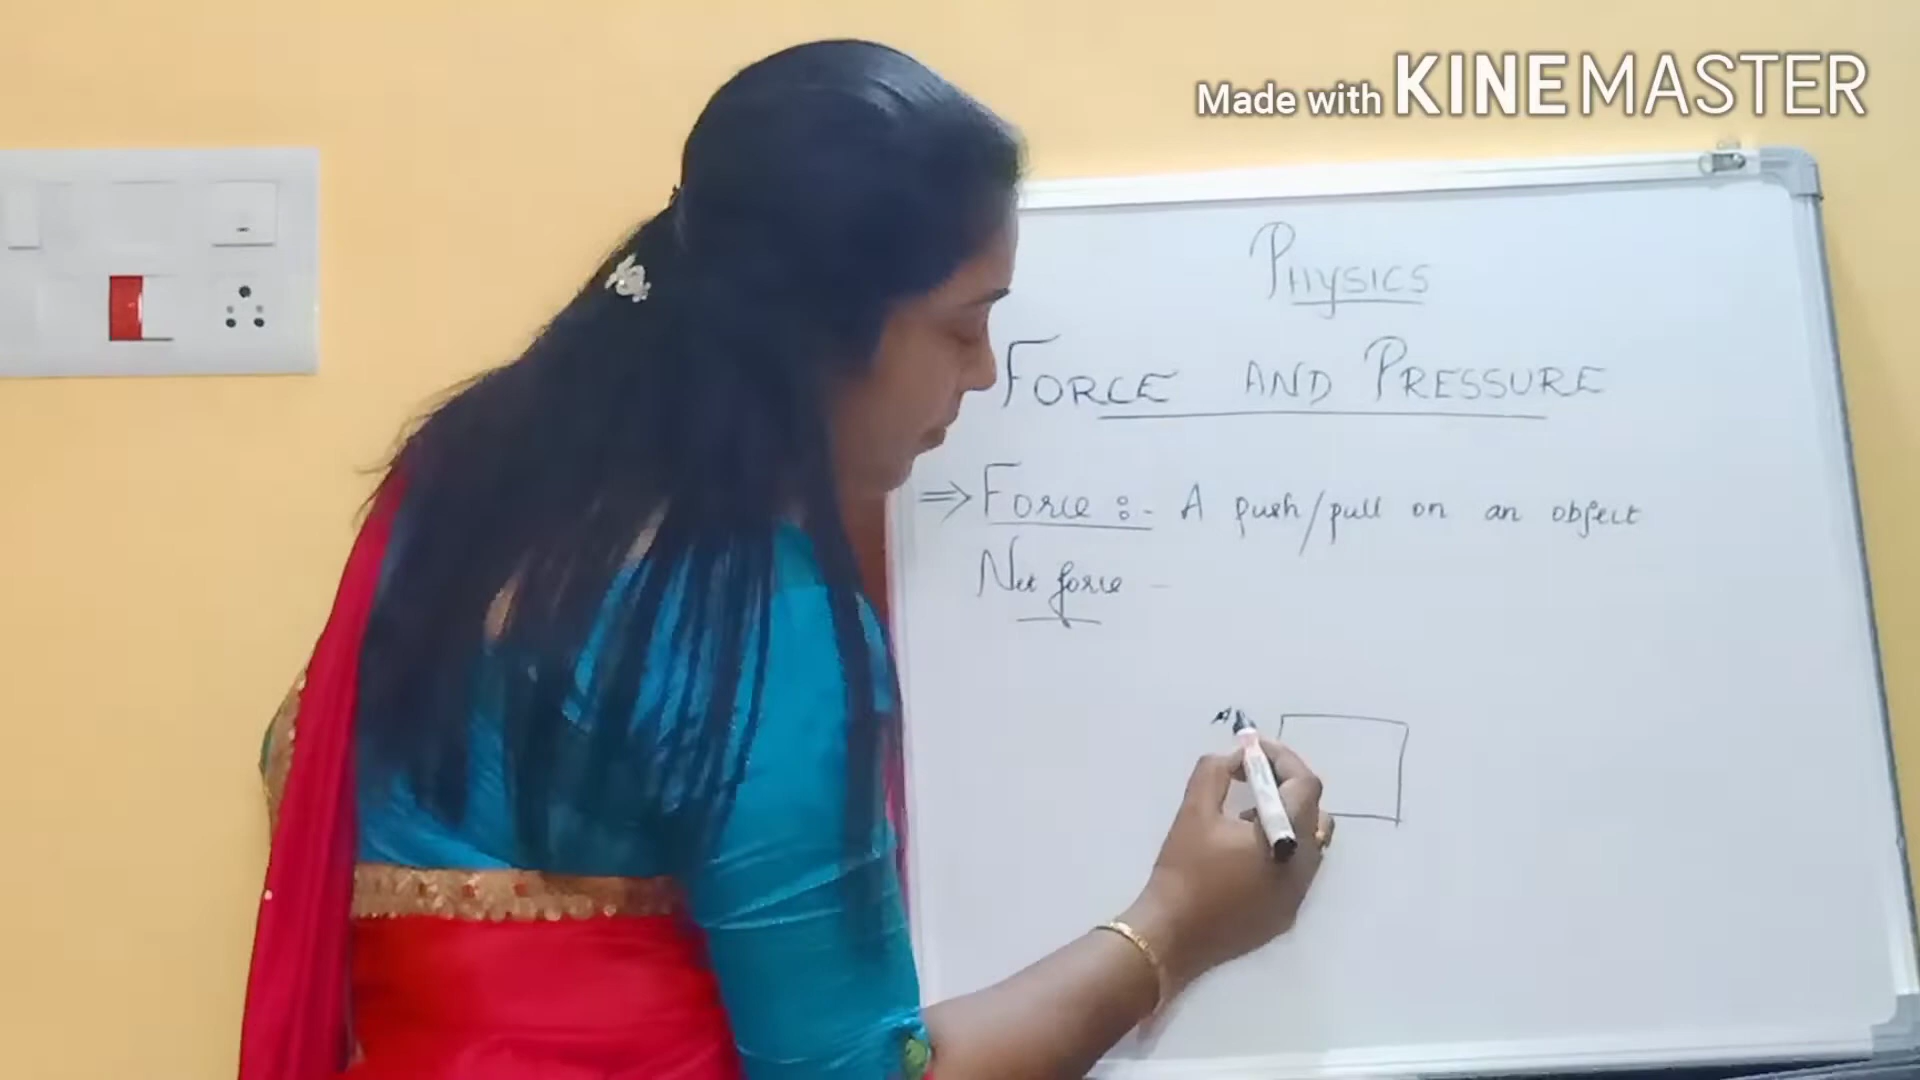 Made with KINEMASTER
PHYSICS
FORCE AND PRESSURE
⇒ Force :- A push/pull on an object
Net force -